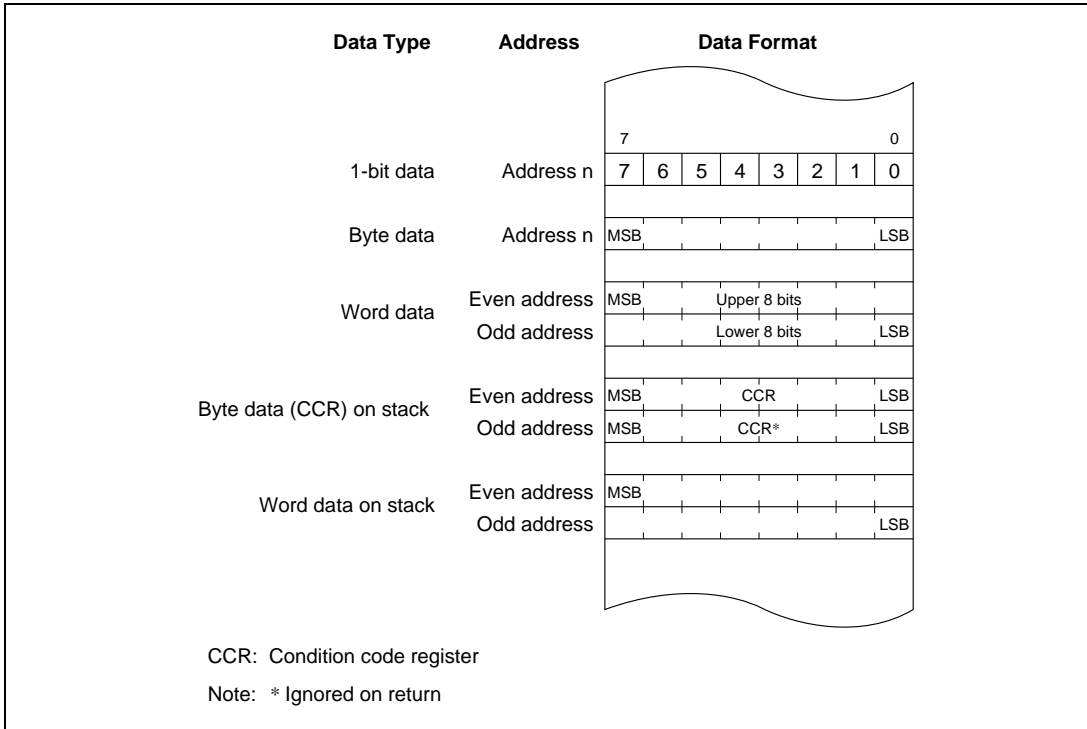 Data Type Address Data Format
7 0
1-bit data Address n 7 6 5 4 3 2 1 0
Byte data Address n MSB LSB
Word data
Even address MSB Upper 8 bits
Odd address Lower 8 bits LSB
Byte data (CCR) on stack
Even address MSB CCR LSB
Odd address MSB CCR* LSB
Word data on stack
Even address MSB
Odd address LSB
CCR: Condition code register
Note: * Ignored on return